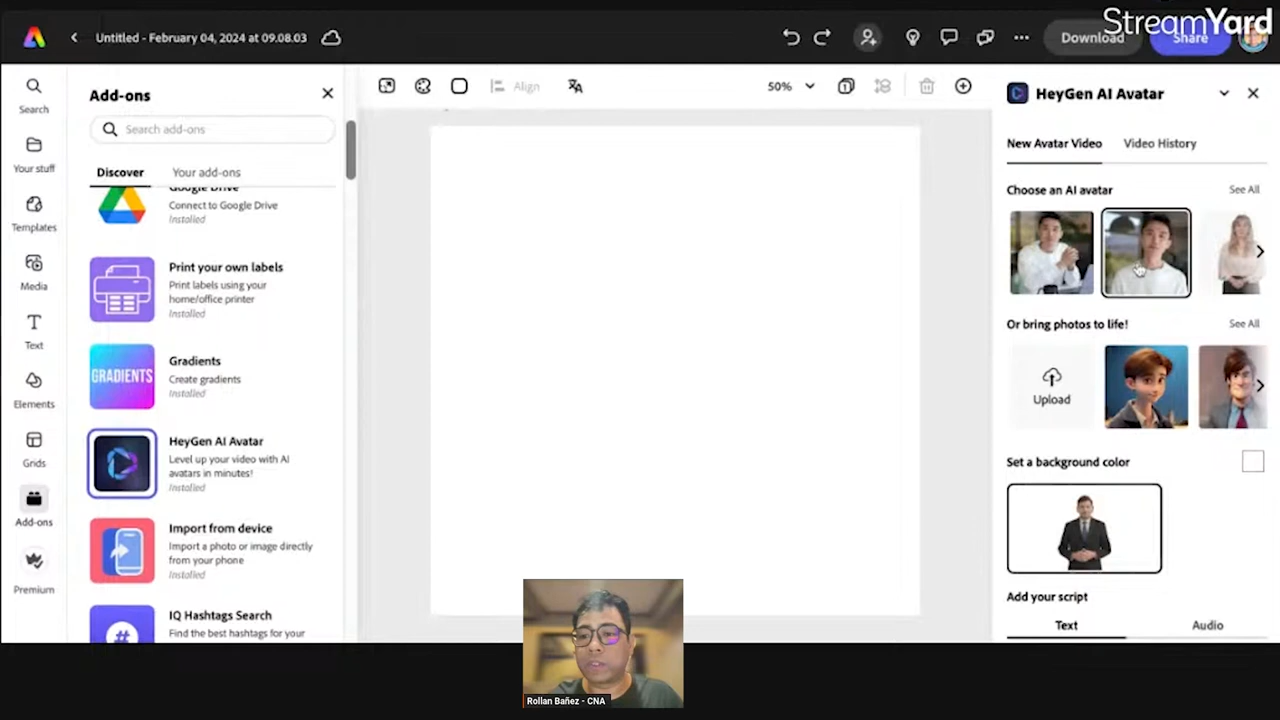 StreamYard
Untitled - February 04, 2024 at 09.08.03
Download
Share
Search
Your stuff
Templates
Media
Text
Elements
Grids
Add-ons
Premium
Add-ons
Search add-ons
Discover
Your add-ons
Google Drive
Connect to Google Drive
Installed
Print your own labels
Print labels using your
home/office printer
Installed
GRADIENTS
Gradients
Create gradients
Installed
HeyGen AI Avatar
Level up your video with AI
avatars in minutes!
Installed
Import from device
Import a photo or image directly
from your phone
Installed
#
IQ Hashtags Search
Find the best hashtags for your
Align
50%
HeyGen AI Avatar
New Avatar Video
Video History
Choose an AI avatar
See All
Or bring photos to life!
See All
Upload
Set a background color
Add your script
Text
Audio
Rollan Bañez - CNA